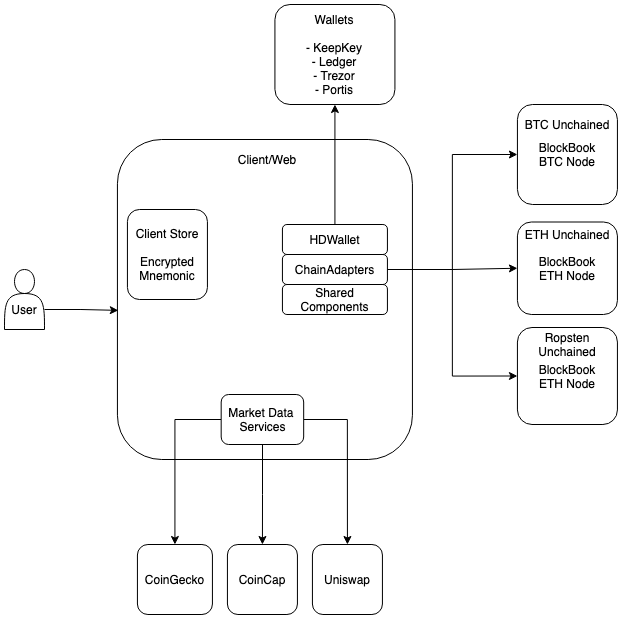 Wallets
- KeepKey
- Ledger
- Trezor
- Portis
Client/Web
Client Store
Encrypted
Mnemonic
HDWallet
ChainAdapters
Shared
Components
User
Market Data
Services
BTC Unchained
BlockBook
BTC Node
ETH Unchained
BlockBook
ETH Node
Ropsten
Unchained
BlockBook
ETH Node
CoinGecko
CoinCap
Uniswap